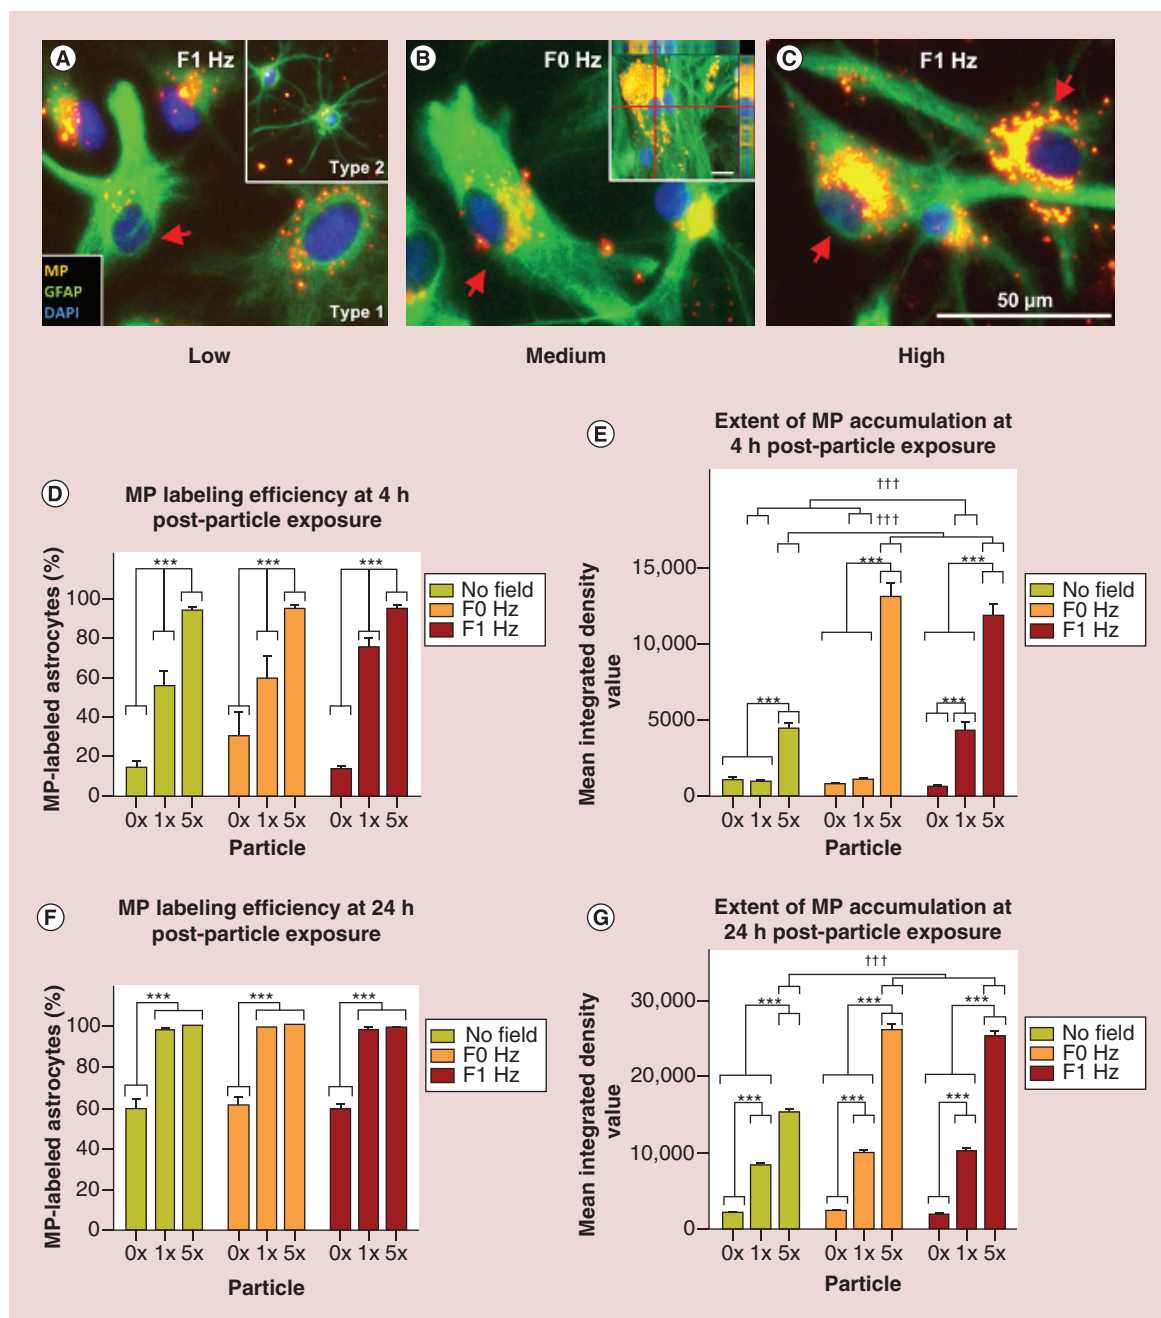 A
F1 Hz
Type 2
MP
GFAP
DAPI
Type 1
B
F0 Hz
C
F1 Hz
50 µm
Low
Medium
High
D
MP labeling efficiency at 4 h
post-particle exposure
MP-labeled astrocytes (%)
100
80
60
40
20
0
***
***
***
0x 1x 5x
0x 1x 5x
0x 1x 5x
Particle
No field
F0 Hz
F1 Hz
E
Extent of MP accumulation at
4 h post-particle exposure
Mean integrated density
value
15,000
10,000
5000
0
†††
†††
***
***
***
***
0x 1x 5x
0x 1x 5x
0x 1x 5x
Particle
No field
F0 Hz
F1 Hz
F
MP labeling efficiency at 24 h
post-particle exposure
MP-labeled astrocytes (%)
100
80
60
40
20
0
***
***
***
0x 1x 5x
0x 1x 5x
0x 1x 5x
Particle
No field
F0 Hz
F1 Hz
G
Extent of MP accumulation at
24 h post-particle exposure
Mean integrated density
value
30,000
20,000
10,000
0
†††
***
***
***
***
***
***
0x 1x 5x
0x 1x 5x
0x 1x 5x
Particle
No field
F0 Hz
F1 Hz